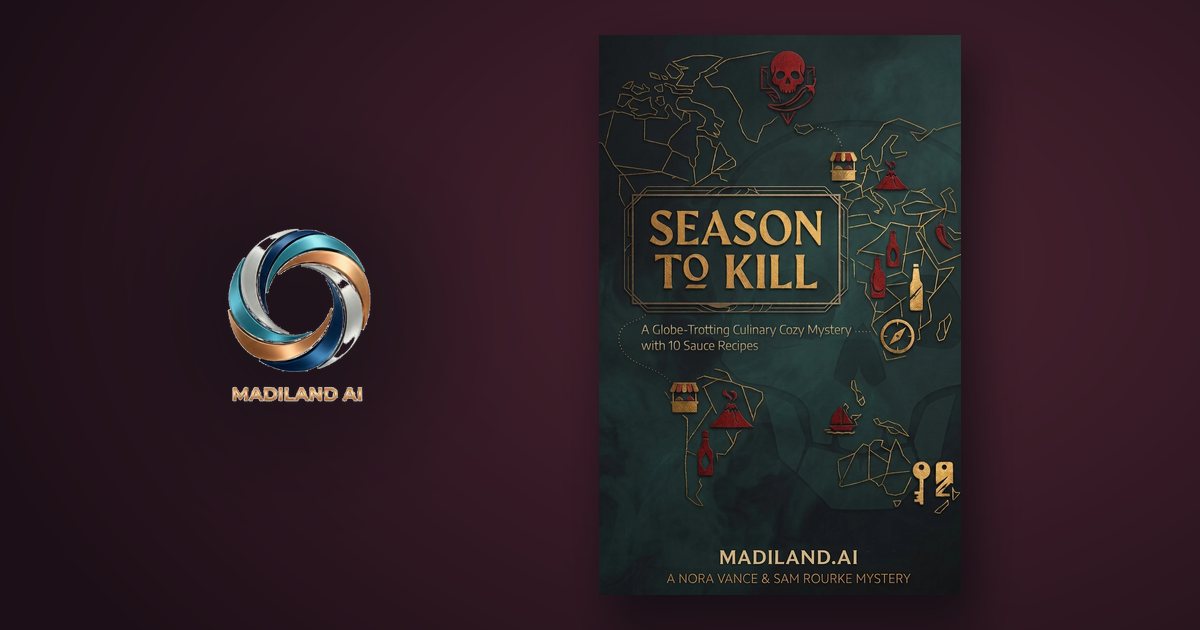 MADILAND AI
SEASON
TO KILL
A Globe-Trotting Culinary Cozy Mystery
with 10 Sauce Recipes
MADILAND.AI
A NORA VANCE & SAM ROURKE MYSTERY